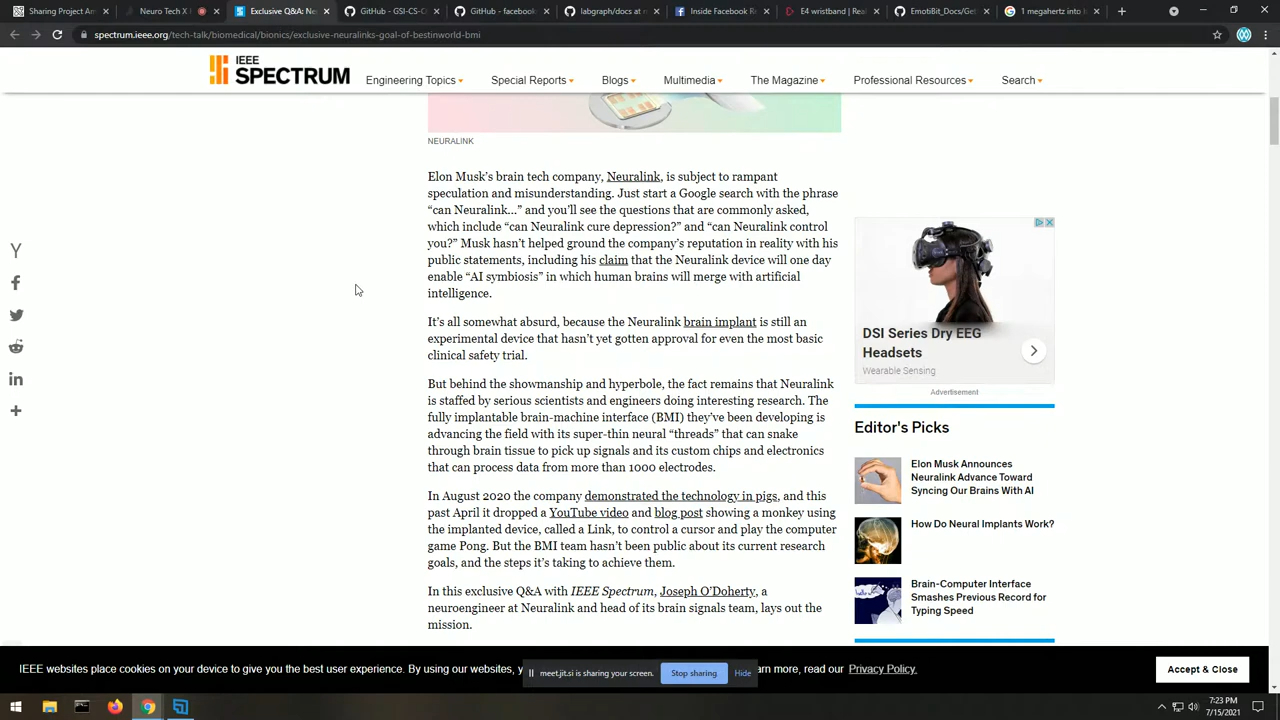 Sharing Project Am
Neuro Tech X |
Exclusive Q&A: Ne
GitHub - GSI-CS-C
GitHub - facebook
labgraph/docs at m
Inside Facebook Re
E4 wristband | Real
EmotiBit_Docs/Get
1 megahertz into
spectrum.ieee.org/tech-talk/biomedical/bionics/exclusive-neuralinks-goal-of-bestinworld-bmi
IEEE
SPECTRUM
Engineering Topics
Special Reports
Blogs
Multimedia
The Magazine
Professional Resources
Search
NEURALINK
Elon Musk’s brain tech company, Neuralink, is subject to rampant
speculation and misunderstanding. Just start a Google search with the phrase
“can Neuralink...” and you’ll see the questions that are commonly asked,
which include “can Neuralink cure depression?” and “can Neuralink control
you?” Musk hasn’t helped ground the company’s reputation in reality with his
public statements, including his claim that the Neuralink device will one day
enable “AI symbiosis” in which human brains will merge with artificial
intelligence.
It’s all somewhat absurd, because the Neuralink brain implant is still an
experimental device that hasn’t yet gotten approval for even the most basic
clinical safety trial.
But behind the showmanship and hyperbole, the fact remains that Neuralink
is staffed by serious scientists and engineers doing interesting research. The
fully implantable brain-machine interface (BMI) they’ve been developing is
advancing the field with its super-thin neural “threads” that can snake
through brain tissue to pick up signals and its custom chips and electronics
that can process data from more than 1000 electrodes.
In August 2020 the company demonstrated the technology in pigs, and this
past April it dropped a YouTube video and blog post showing a monkey using
the implanted device, called a Link, to control a cursor and play the computer
game Pong. But the BMI team hasn’t been public about its current research
goals, and the steps it’s taking to achieve them.
In this exclusive Q&A with IEEE Spectrum, Joseph O’Doherty, a
neuroengineer at Neuralink and head of its brain signals team, lays out the
mission.
DSI Series Dry EEG
Headsets
Wearable Sensing
Advertisement
Editor's Picks
Elon Musk Announces
Neuralink Advance Toward
Syncing Our Brains With AI
How Do Neural Implants Work?
Brain-Computer Interface
Smashes Previous Record for
Typing Speed
IEEE websites place cookies on your device to give you the best user experience. By using our websites, y
arn more, read our Privacy Policy.
Accept & Close
meet.jit.si is sharing your screen.
Stop sharing
Hide
7:23 PM
7/15/2021